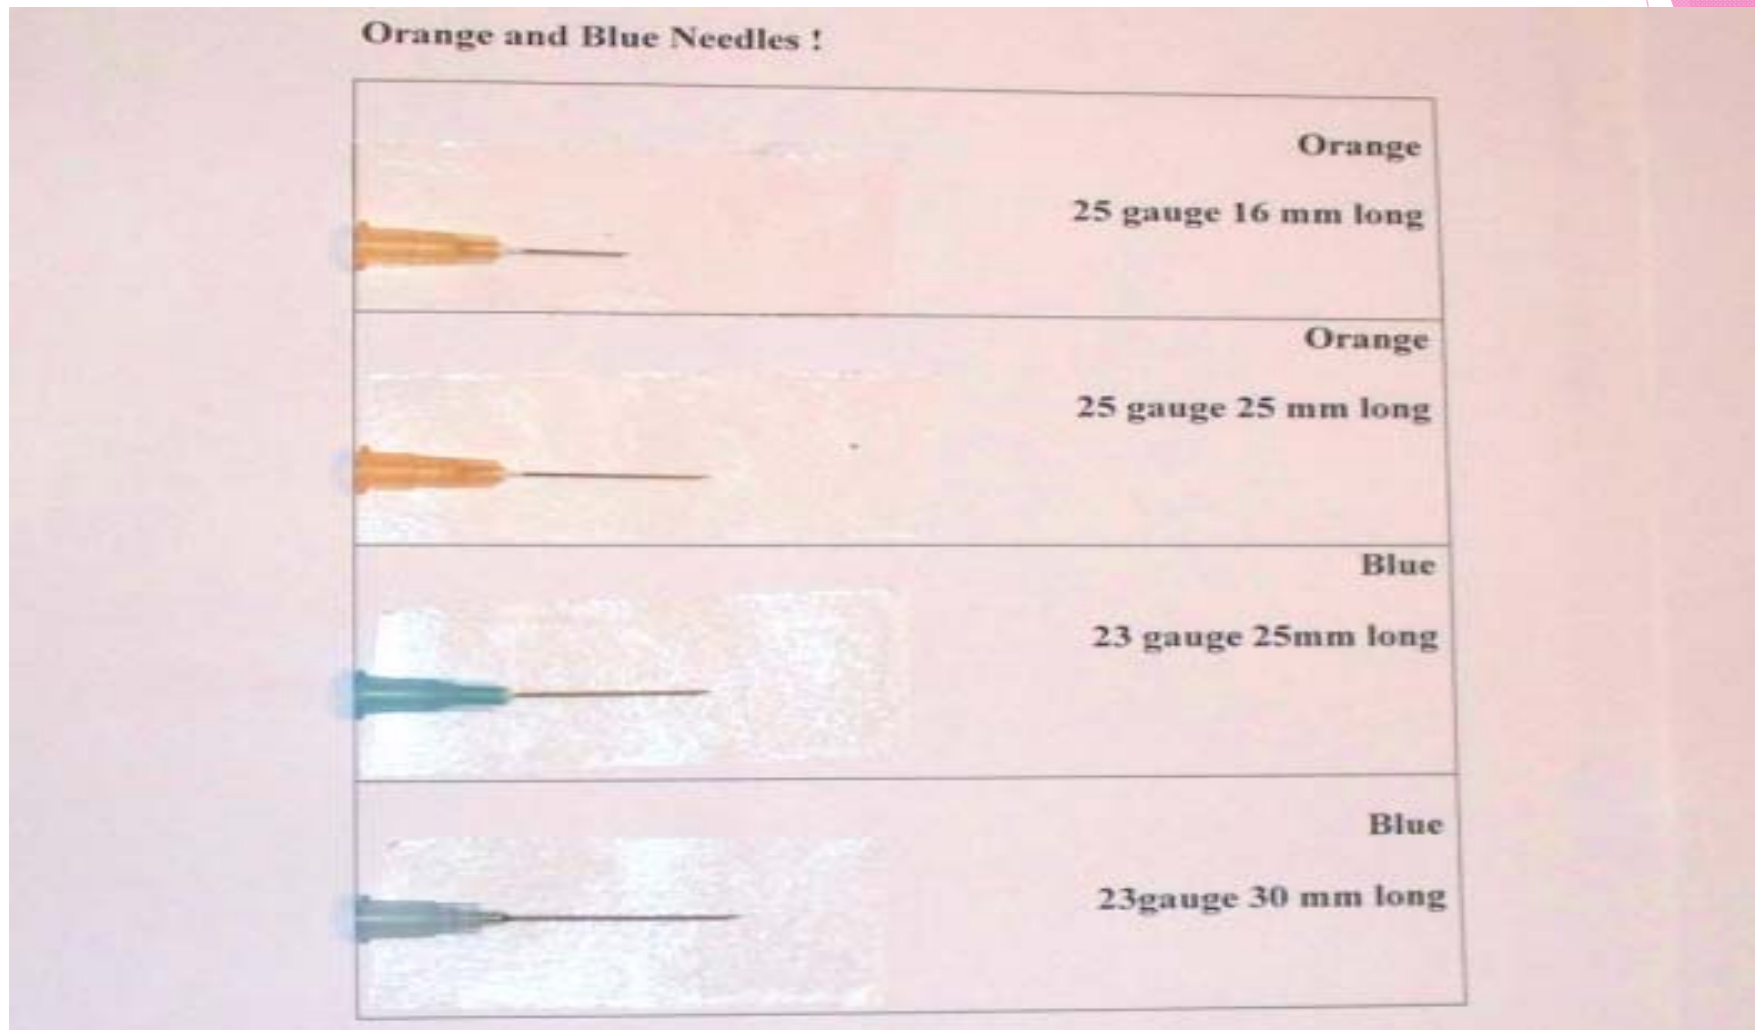 Orange and Blue Needles !
Orange
25 gauge 16 mm long
Orange
25 gauge 25 mm long
Blue
23 gauge 25mm long
Blue
23gauge 30 mm long